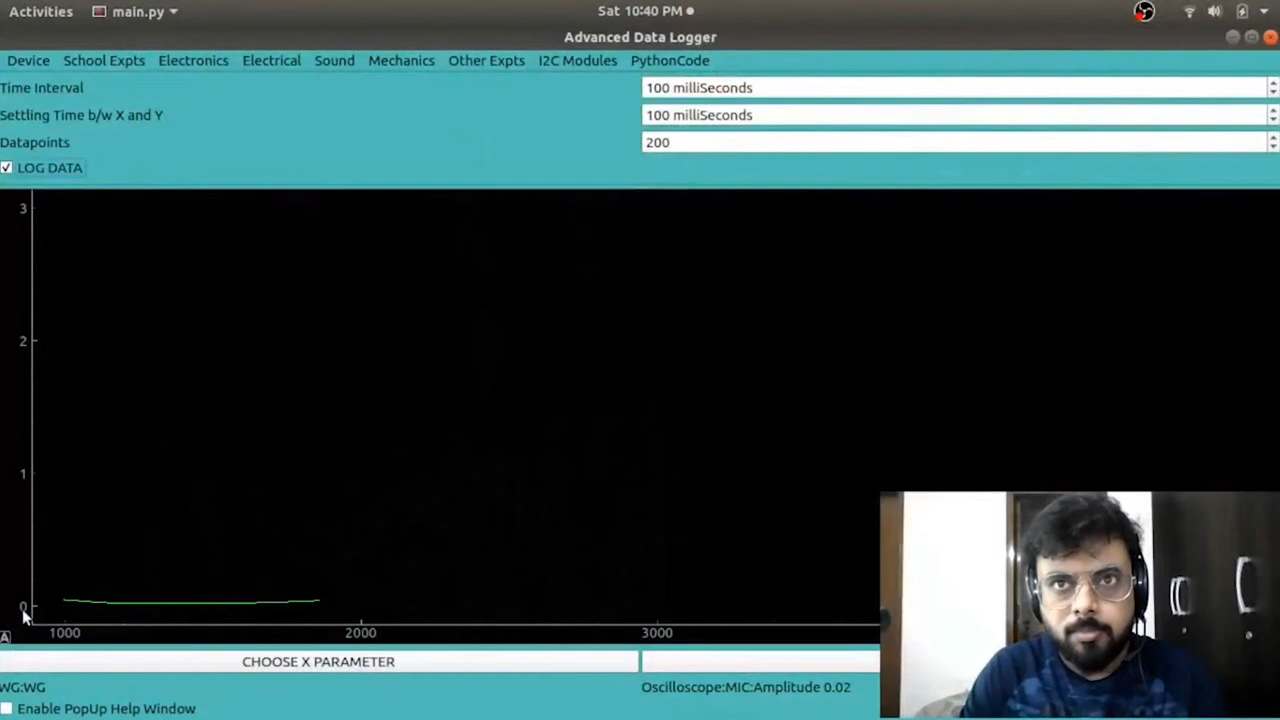 Activities main.py Sat 10:40 PM
Advanced Data Logger
Device School Expts Electronics Electrical Sound Mechanics Other Expts I2C Modules PythonCode
Time Interval 100 milliSeconds
Settling Time b/w X and Y 100 milliSeconds
Datapoints 200
LOG DATA
3
2
1
0
A 1000 2000 3000
CHOOSE X PARAMETER
WG:WG Oscilloscope:MIC:Amplitude 0.02
Enable PopUp Help Window